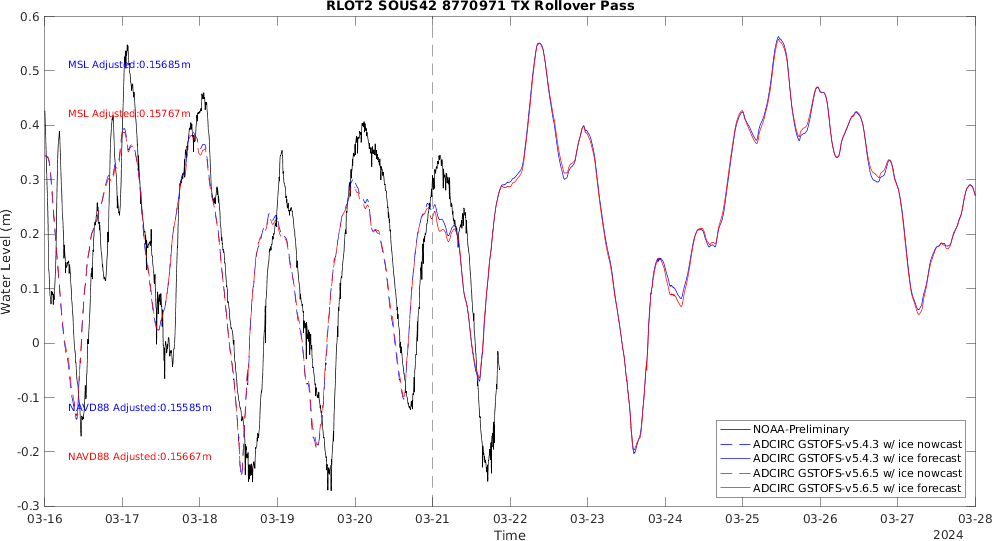 RLOT2 SOUS42 8770971 TX Rollover Pass
0.6
0.5
0.4
0.3
0.2
0.1
0
-0.1
-0.2
-0.3
Water Level (m)
MSL Adjusted:0.15685m
MSL Adjusted:0.15767m
NAVD88 Adjusted:0.15585m
NAVD88 Adjusted:0.15667m
NOAA-Preliminary
ADCIRC GSTOFS-v5.4.3 w/ ice nowcast
ADCIRC GSTOFS-v5.4.3 w/ ice forecast
ADCIRC GSTOFS-v5.6.5 w/ ice nowcast
ADCIRC GSTOFS-v5.6.5 w/ ice forecast
03-16 03-17 03-18 03-19 03-20 03-21 03-22 03-23 03-24 03-25 03-26 03-27 03-28
Time
2024